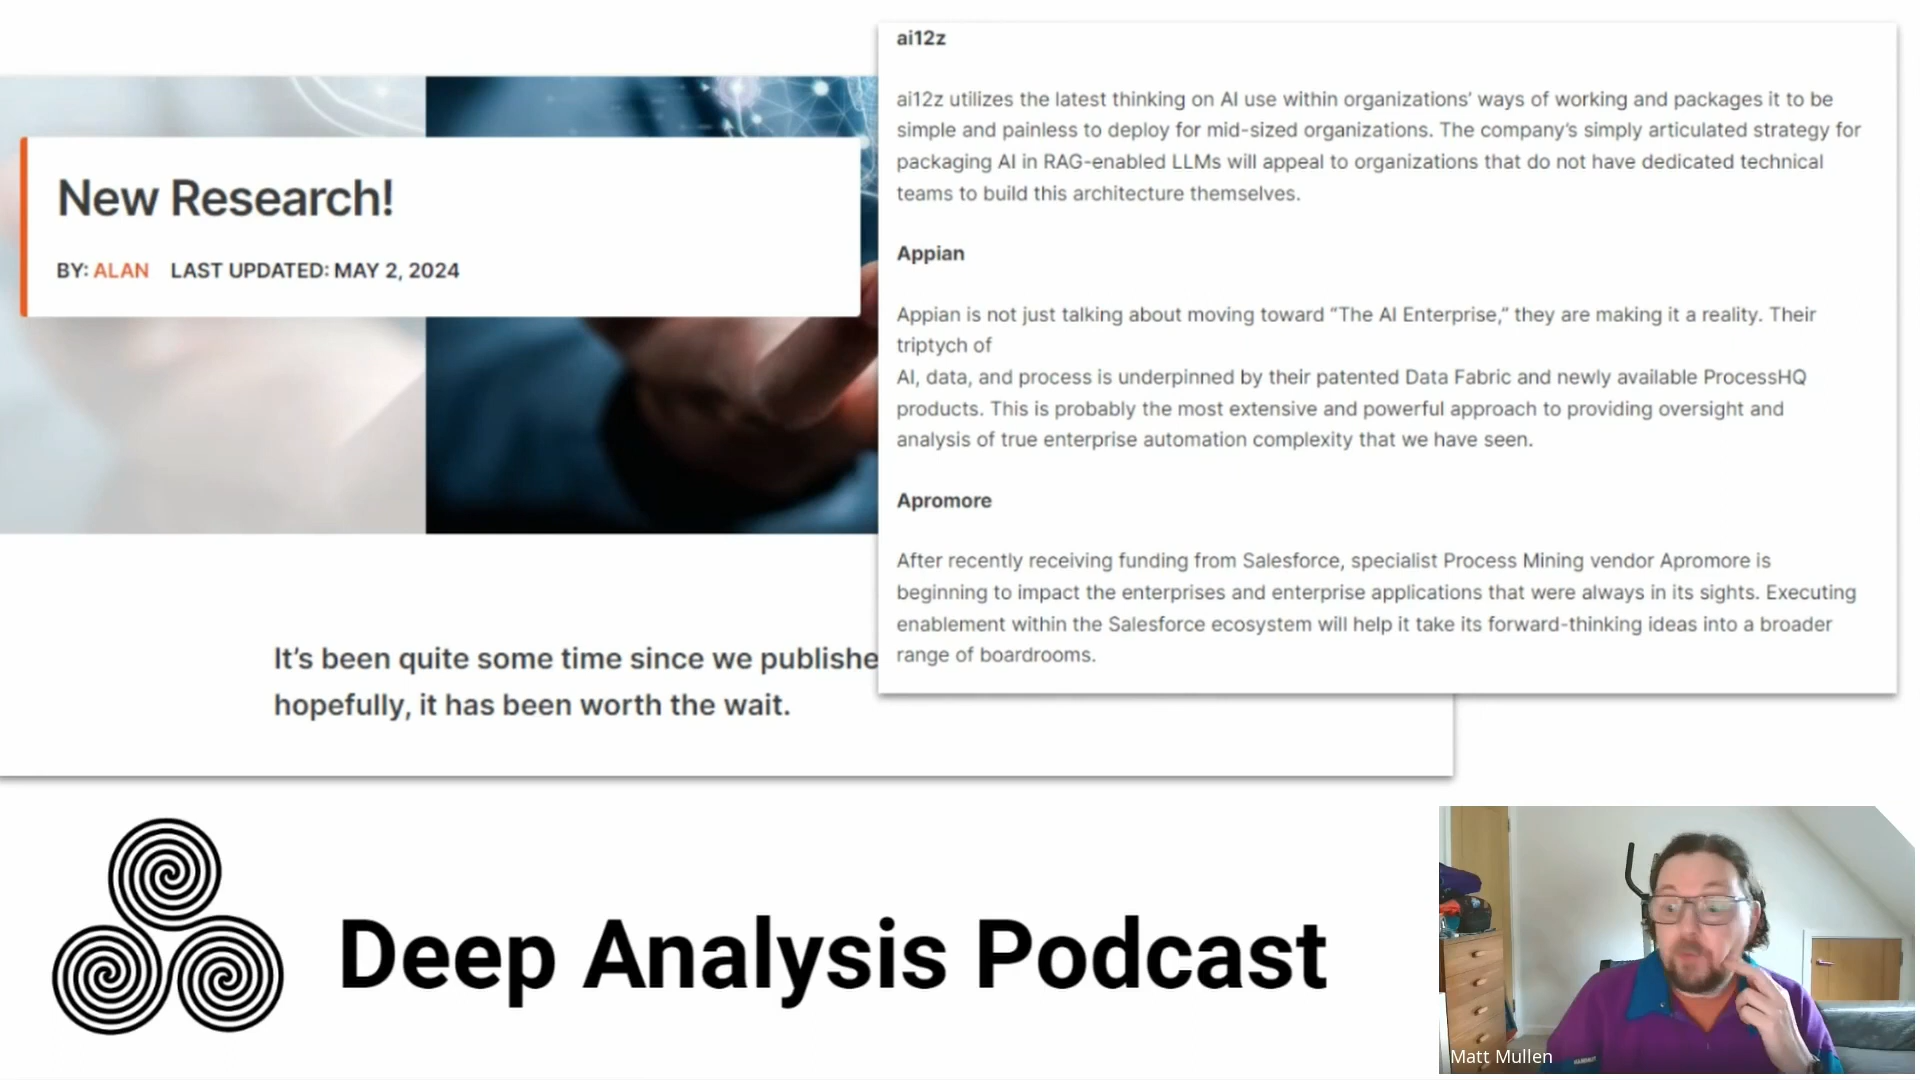 New Research!
BY: ALAN LAST UPDATED: MAY 2, 2024
It's been quite some time since we publishe
hopefully, it has been worth the wait.
ai12z
ai12z utilizes the latest thinking on AI use within organizations' ways of working and packages it to be
simple and painless to deploy for mid-sized organizations. The company's simply articulated strategy for
packaging AI in RAG-enabled LLMs will appeal to organizations that do not have dedicated technical
teams to build this architecture themselves.
Appian
Appian is not just talking about moving toward “The AI Enterprise,” they are making it a reality. Their
triptych of
AI, data, and process is underpinned by their patented Data Fabric and newly available ProcessHQ
products. This is probably the most extensive and powerful approach to providing oversight and
analysis of true enterprise automation complexity that we have seen.
Apromore
After recently receiving funding from Salesforce, specialist Process Mining vendor Apromore is
beginning to impact the enterprises and enterprise applications that were always in its sights. Executing
enablement within the Salesforce ecosystem will help it take its forward-thinking ideas into a broader
range of boardrooms.
Deep Analysis Podcast
Matt Mullen